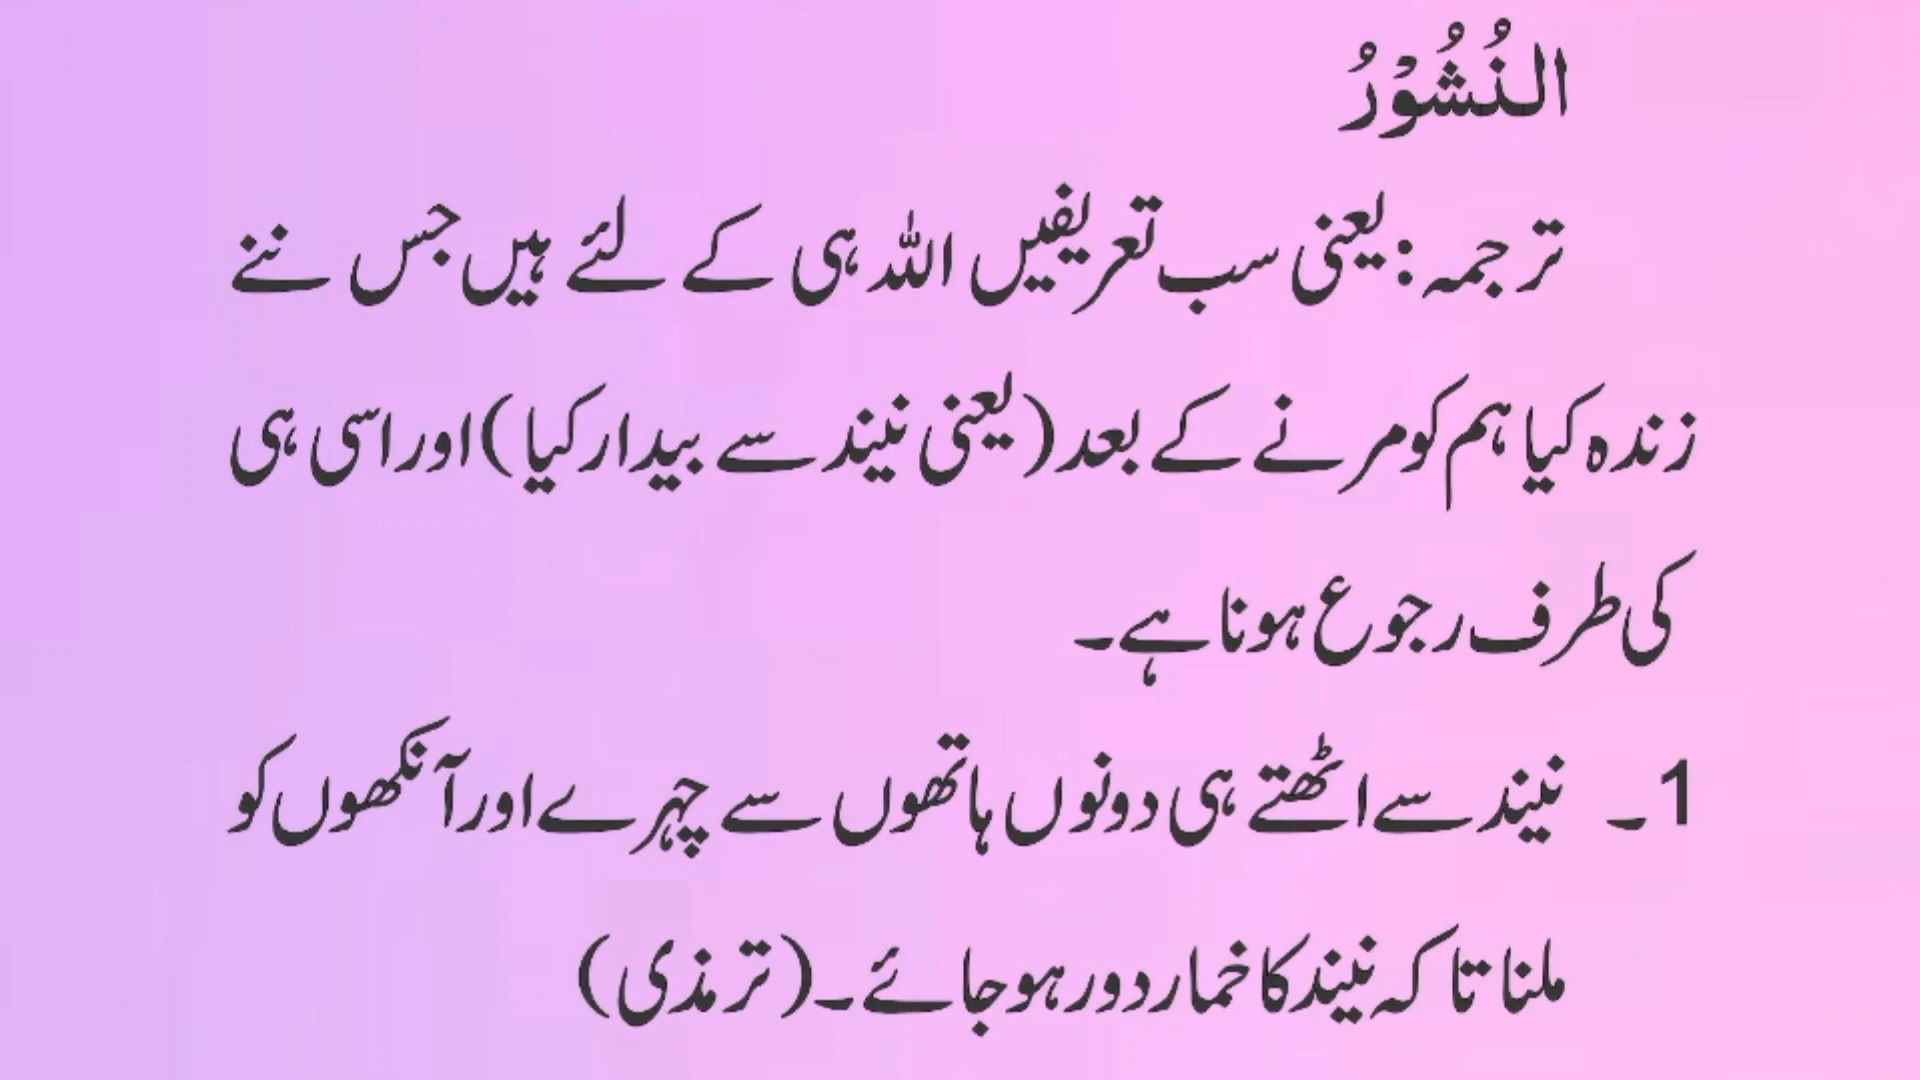 النُشُوْرُ
ترجمہ: یعنی سب تعریفیں اللہ ہی کے لئے ہیں جس ننے
زندہ کیا ہم کو مرنے کے بعد (یعنی نیند سے بیدار کیا) اور اسی ہی
کی طرف رجوع ہونا ہے۔
1۔ نیند سے اٹھتے ہی دونوں ہاتھوں سے چہرے اور آنکھوں کو
ملنا تا کہ نیند کا خمار دور ہو جائے۔ (ترمذی)